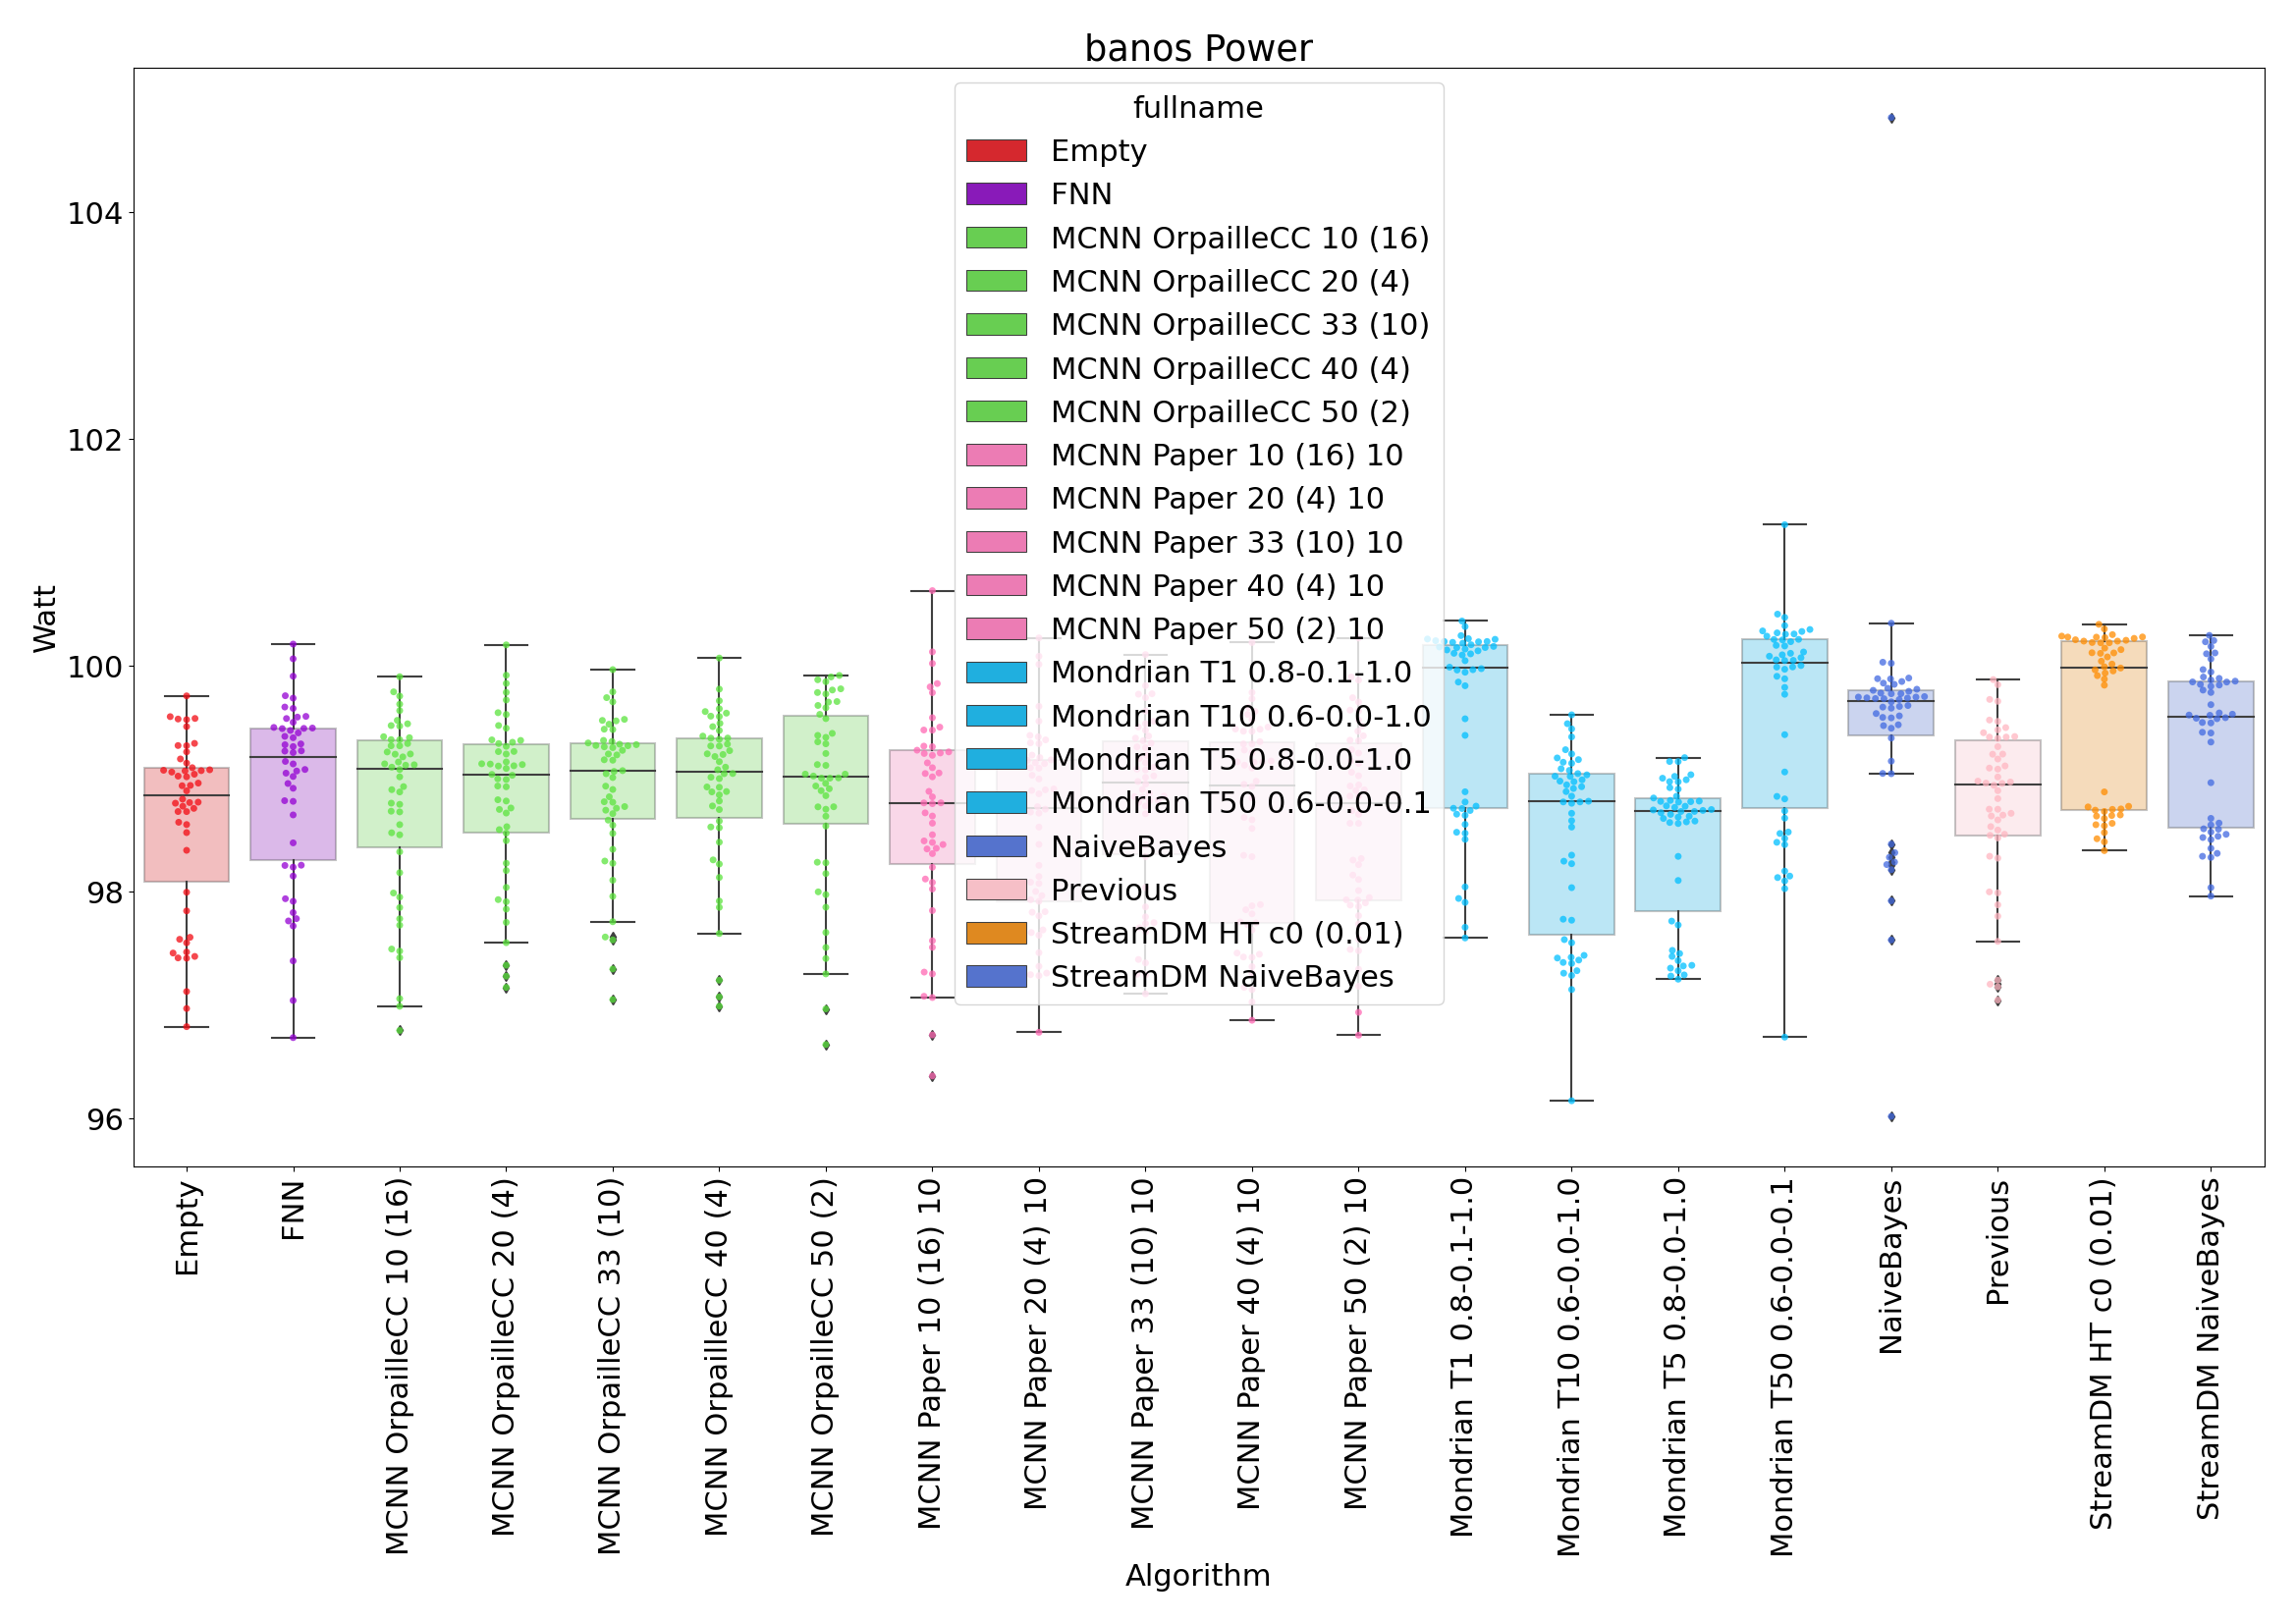 banos Power
fullname
Empty
FNN
MCNN OrpailleCC 10 (16)
MCNN OrpailleCC 20 (4)
MCNN OrpailleCC 33 (10)
MCNN OrpailleCC 40 (4)
MCNN OrpailleCC 50 (2)
MCNN Paper 10 (16) 10
MCNN Paper 20 (4) 10
MCNN Paper 33 (10) 10
MCNN Paper 40 (4) 10
MCNN Paper 50 (2) 10
Mondrian T1 0.8-0.1-1.0
Mondrian T10 0.6-0.0-1.0
Mondrian T5 0.8-0.0-1.0
Mondrian T50 0.6-0.0-0.1
NaiveBayes
Previous
StreamDM HT c0 (0.01)
StreamDM NaiveBayes
Watt
104
102
100
98
96
Empty
FNN
MCNN OrpailleCC 10 (16)
MCNN OrpailleCC 20 (4)
MCNN OrpailleCC 33 (10)
MCNN OrpailleCC 40 (4)
MCNN OrpailleCC 50 (2)
MCNN Paper 10 (16) 10
MCNN Paper 20 (4) 10
MCNN Paper 33 (10) 10
MCNN Paper 40 (4) 10
MCNN Paper 50 (2) 10
Mondrian T1 0.8-0.1-1.0
Mondrian T10 0.6-0.0-1.0
Mondrian T5 0.8-0.0-1.0
Mondrian T50 0.6-0.0-0.1
NaiveBayes
Previous
StreamDM HT c0 (0.01)
StreamDM NaiveBayes
Algorithm